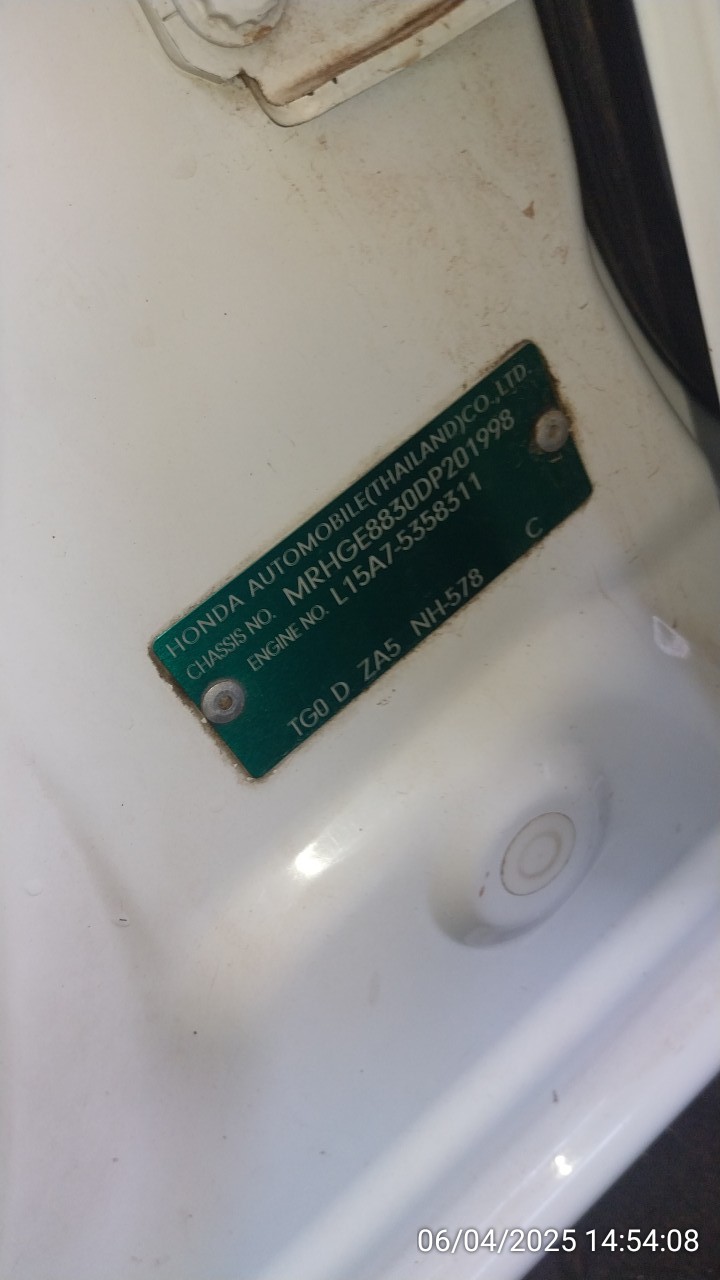 HONDA AUTOMOBILE(THAILAND)CO.,LTD.
CHASSIS NO. MRHGE8830DP201998
ENGINE NO. L15A7-5358311
TG0 D ZA5 NH-578 C
06/04/2025 14:54:08